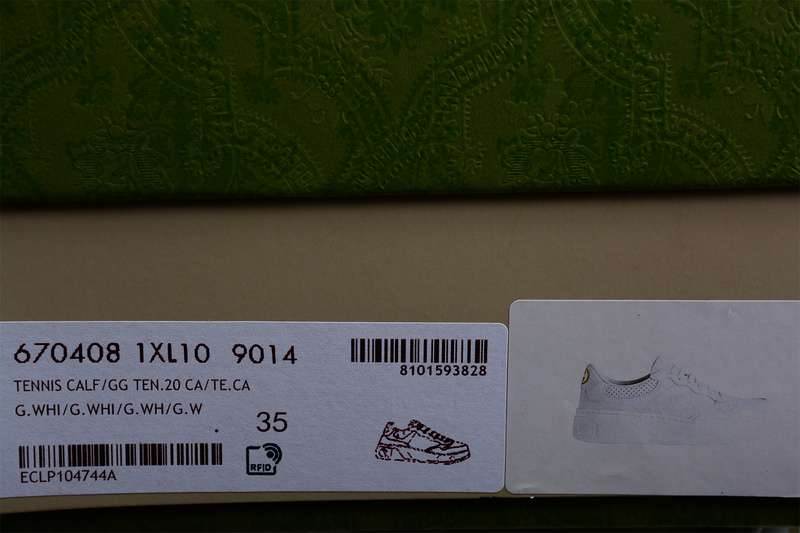 670408 1XL10 9014
8101593828
TENNIS CALF/GG TEN.20 CA/TE.CA
G.WHI/G.WHI/G.WH/G.W
35
RFID
ECLP104744A